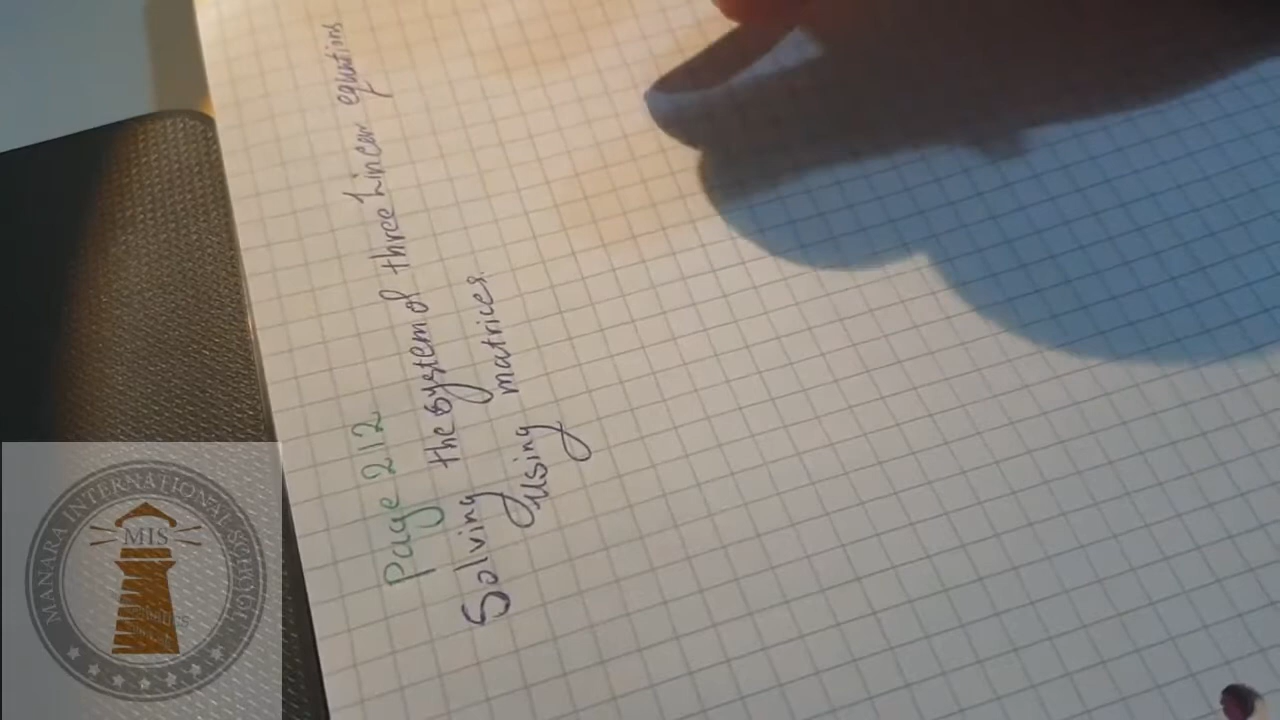 Page 212
Solving the system of three Linear equations
using matrices.
MANARA INTERNATIONAL SCHOOL
MIS